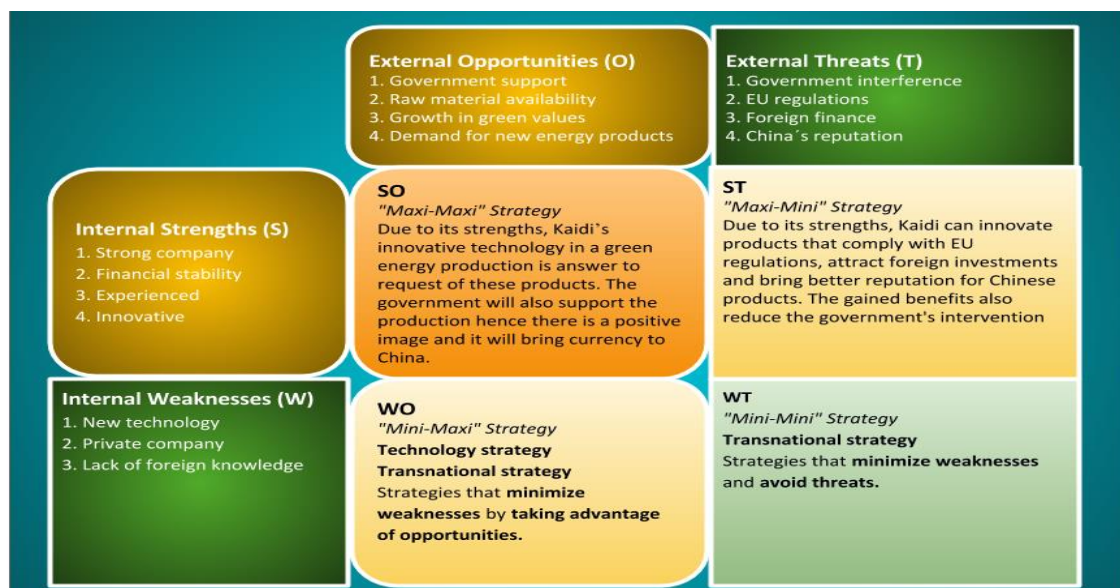 External Opportunities (O)
1. Government support
2. Raw material availability
3. Growth in green values
4. Demand for new energy products
External Threats (T)
1. Government interference
2. EU regulations
3. Foreign finance
4. China´s reputation
Internal Strengths (S)
1. Strong company
2. Financial stability
3. Experienced
4. Innovative
SO
"Maxi-Maxi" Strategy
Due to its strengths, Kaidi's
innovative technology in a green
energy production is answer to
request of these products. The
government will also support the
production hence there is a positive
image and it will bring currency to
China.
ST
"Maxi-Mini" Strategy
Due to its strengths, Kaidi can innovate
products that comply with EU
regulations, attract foreign investments
and bring better reputation for Chinese
products. The gained benefits also
reduce the government's intervention
Internal Weaknesses (W)
1. New technology
2. Private company
3. Lack of foreign knowledge
WO
"Mini-Maxi" Strategy
Technology strategy
Transnational strategy
Strategies that minimize
weaknesses by taking advantage
of opportunities.
WT
"Mini-Mini" Strategy
Transnational strategy
Strategies that minimize weaknesses
and avoid threats.